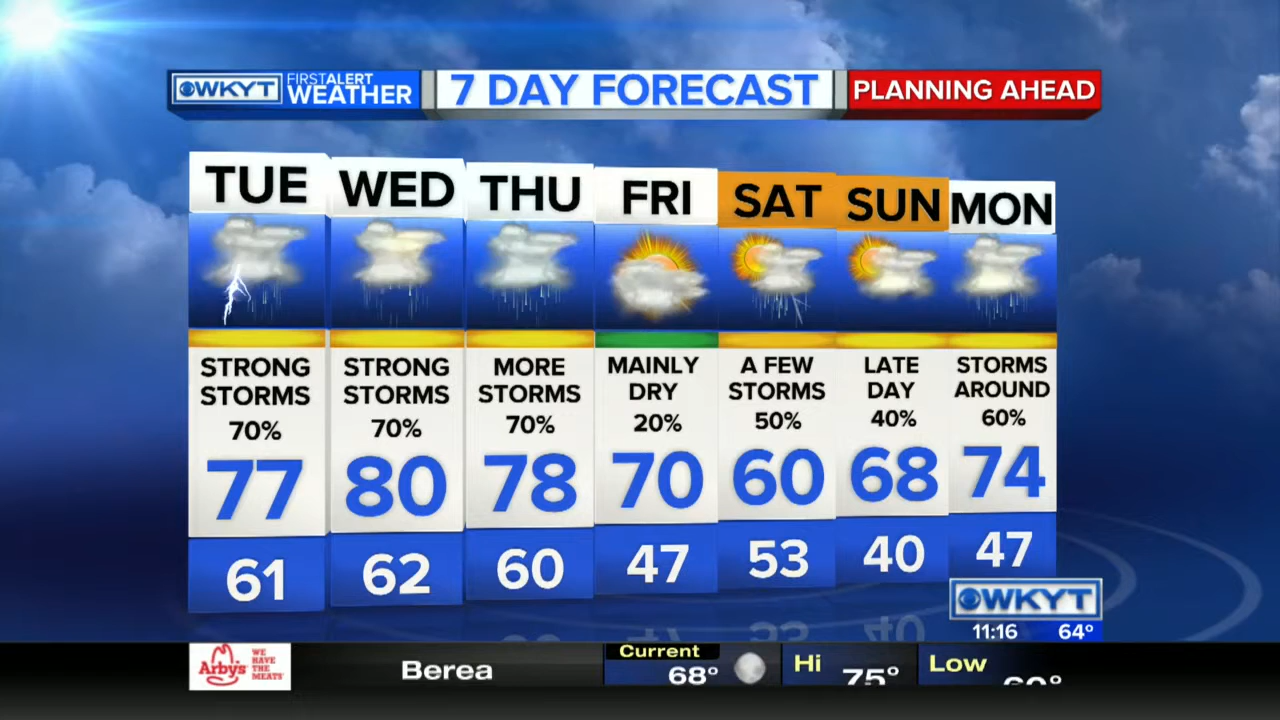 WKYT FIRST ALERT WEATHER 7 DAY FORECAST PLANNING AHEAD
TUE WED THU FRI SAT SUN MON
STRONG STORMS 70% 77 61
STRONG STORMS 70% 80 62
MORE STORMS 70% 78 60
MAINLY DRY 20% 70 47
A FEW STORMS 50% 60 53
LATE DAY 40% 68 40
STORMS AROUND 60% 74 47
WKYT
11:16 64°
Arby's WE HAVE THE MEATS
Berea
Current 68°
Hi 75°
Low